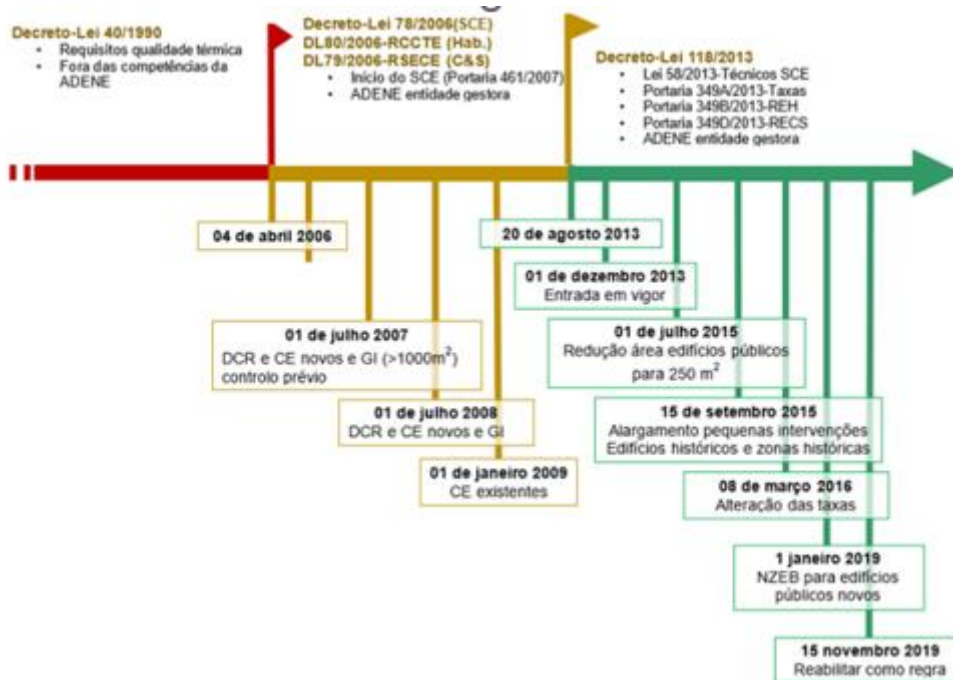 Decreto-Lei 40/1990
• Requisitos qualidade térmica
• Fora das competências da
ADENE
Decreto-Lei 78/2006(SCE)
DL80/2006-RCCTE (Hab.)
DL79/2006-RSECE (C&S)
• Início do SCE (Portaria 461/2007)
• ADENE entidade gestora
Decreto-Lei 118/2013
• Lei 58/2013-Técnicos SCE
• Portaria 349A/2013-Taxas
• Portaria 349B/2013-REH
• Portaria 349D/2013-RECS
• ADENE entidade gestora
04 de abril 2006
01 de julho 2007
DCR e CE novos e GI (>1000m²)
controlo prévio
01 de julho 2008
DCR e CE novos e GI
01 de janeiro 2009
CE existentes
20 de agosto 2013
01 de dezembro 2013
Entrada em vigor
01 de julho 2015
Redução área edifícios públicos
para 250 m²
15 de setembro 2015
Alargamento pequenas intervenções
Edifícios históricos e zonas históricas
08 de março 2016
Alteração das taxas
1 janeiro 2019
NZEB para edifícios
públicos novos
15 novembro 2019
Reabilitar como regra